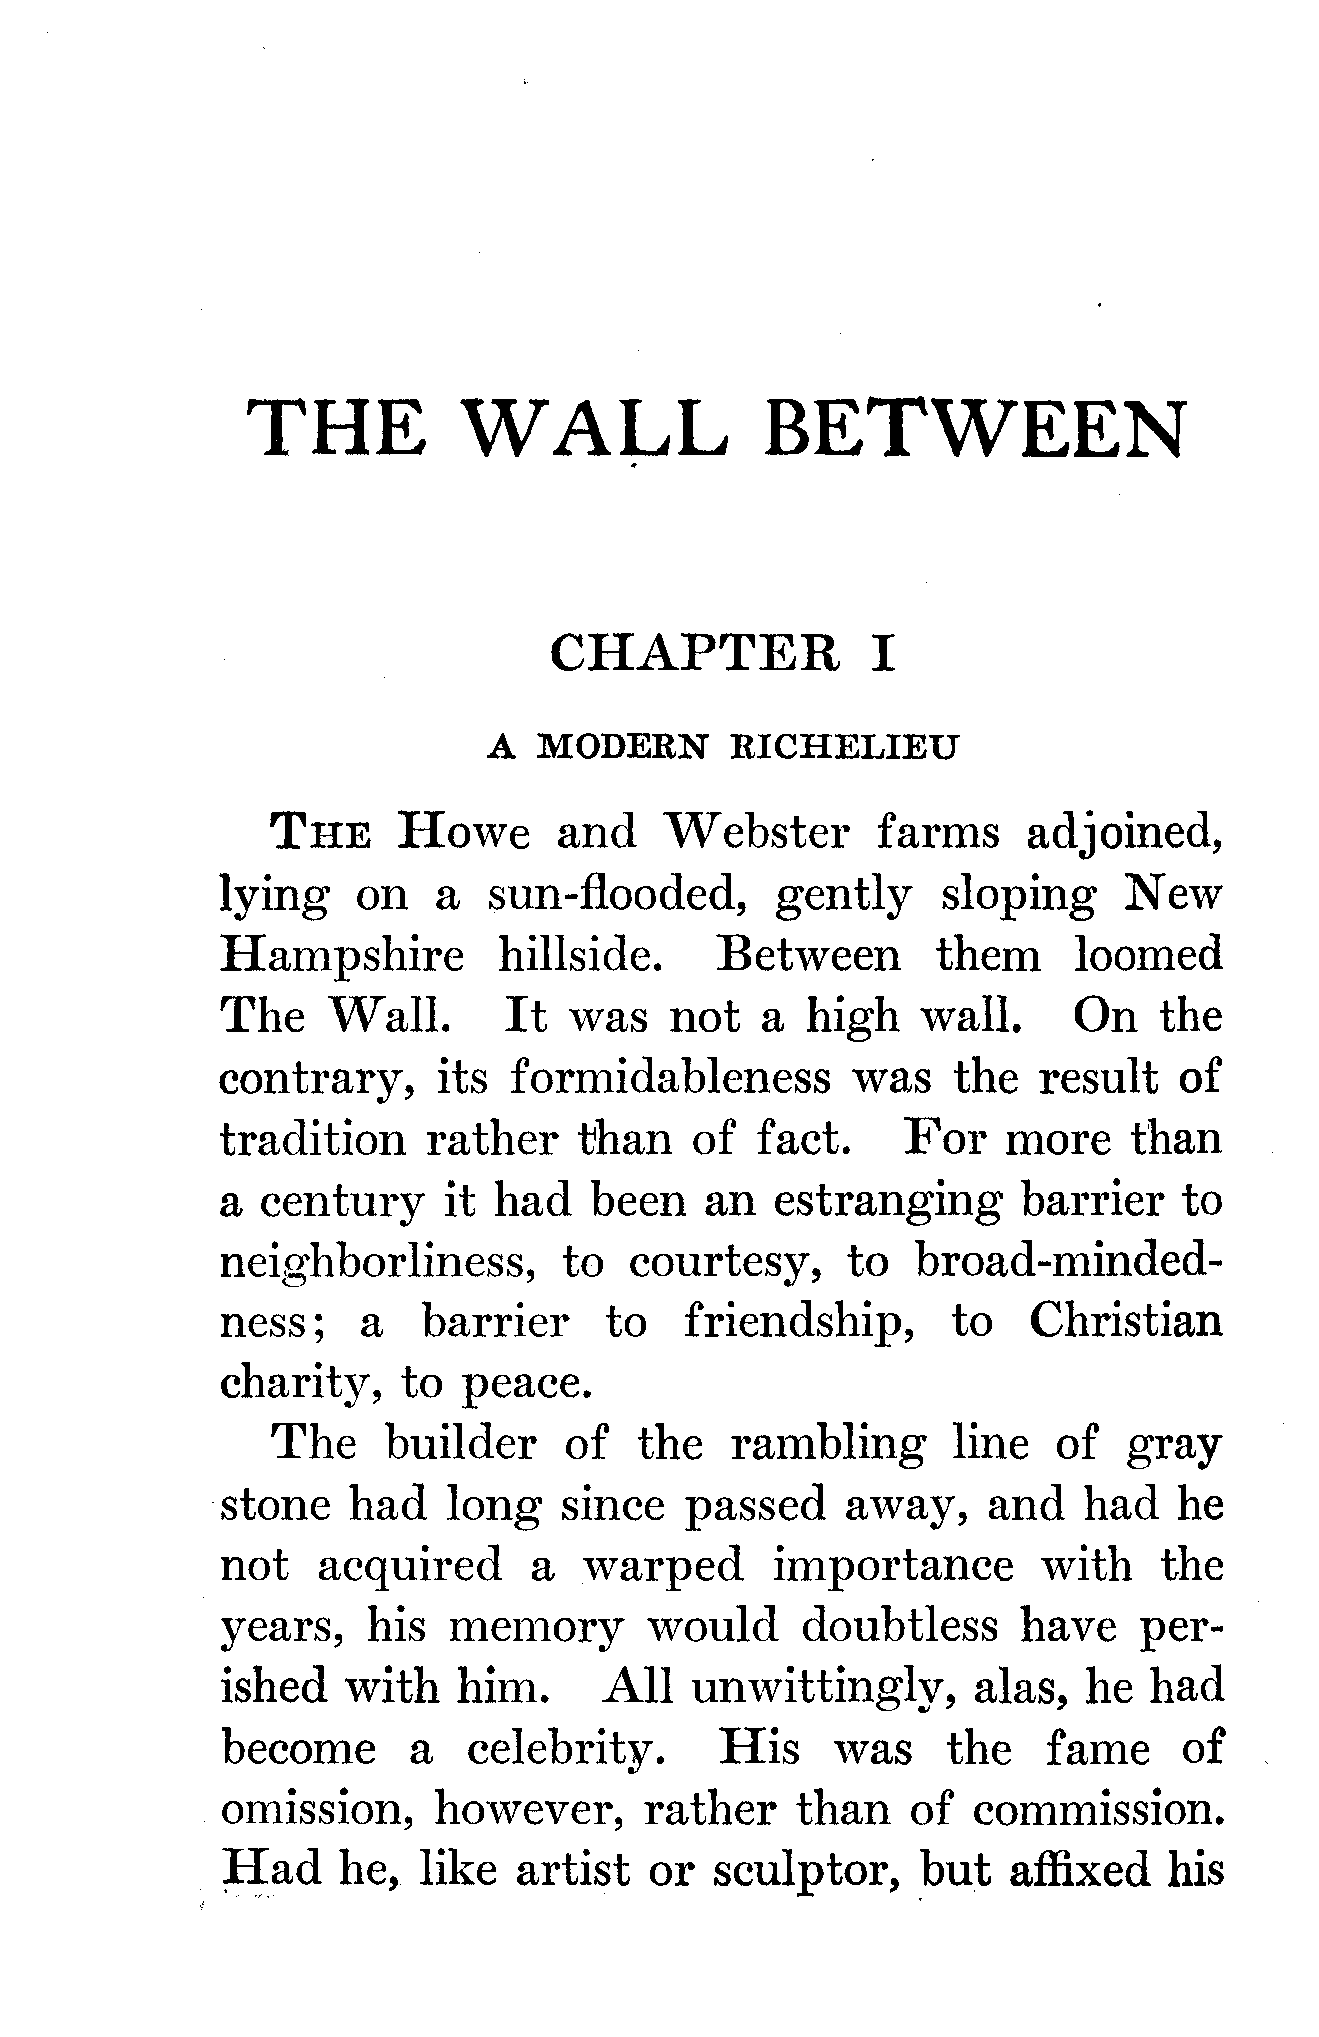 THE WALL BETWEEN
CHAPTER I
A MODERN RICHELIEU
THE Howe and Webster farms adjoined,
lying on a sun-flooded, gently sloping New
Hampshire hillside. Between them loomed
The Wall. It was not a high wall. On the
contrary, its formidableness was the result of
tradition rather than of fact. For more than
a century it had been an estranging barrier to
neighborliness, to courtesy, to broad-minded-
ness; a barrier to friendship, to Christian
charity, to peace.
The builder of the rambling line of gray
stone had long since passed away, and had he
not acquired a warped importance with the
years, his memory would doubtless have per-
ished with him. All unwittingly, alas, he had
become a celebrity. His was the fame of
omission, however, rather than of commission.
Had he, like artist or sculptor, but affixed his